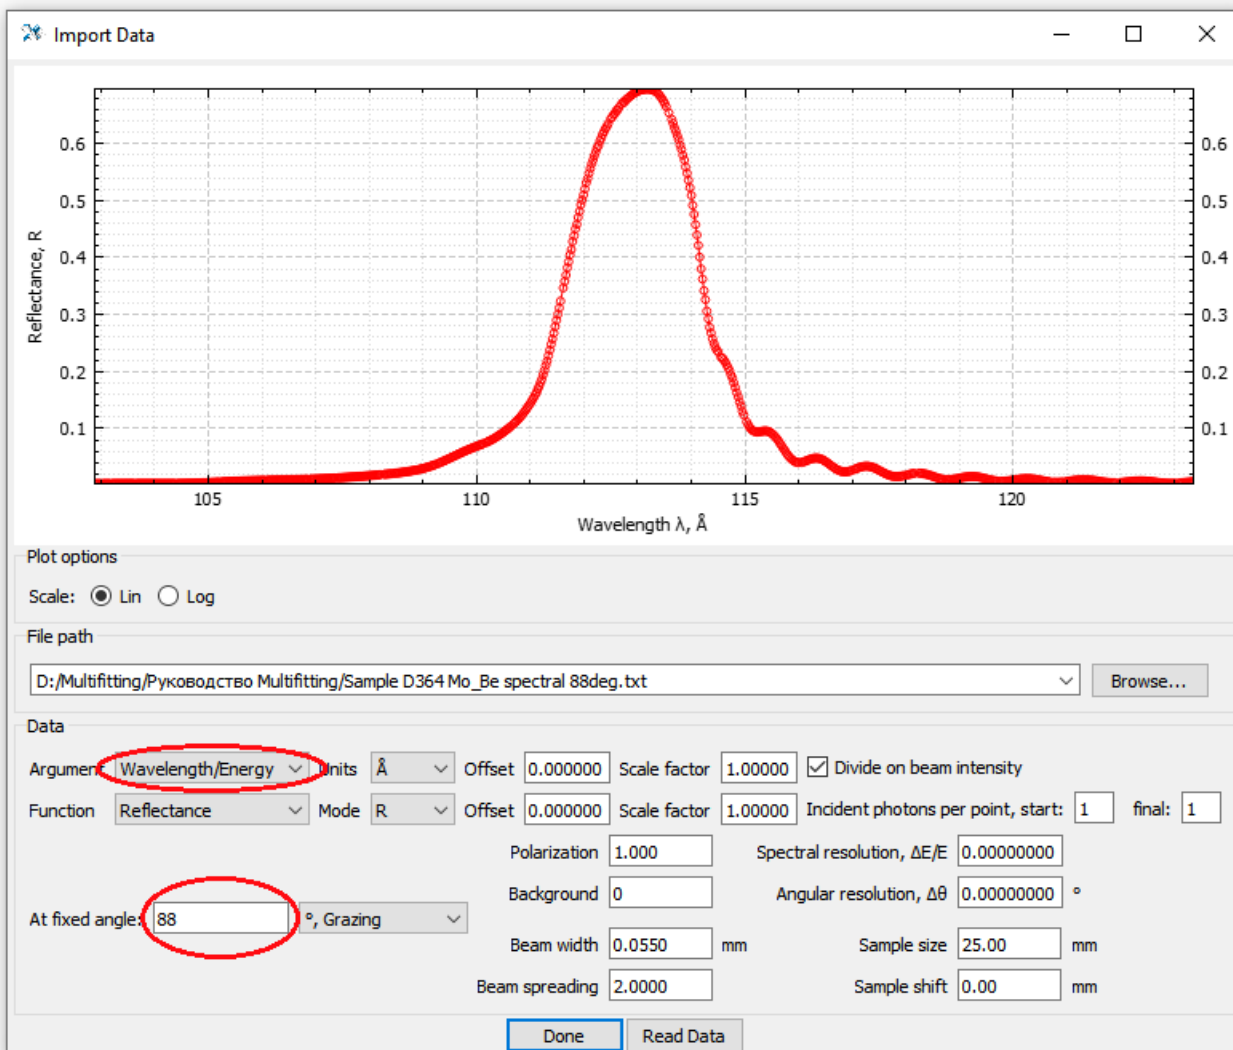 Import Data
0.6
0.5
0.4
0.3
0.2
0.1
0.6
0.5
0.4
0.3
0.2
0.1
Reflectance, R
105 110 115 120
Wavelength λ, Å
Plot options
Scale: Lin Log
File path
D:/Multifitting/Руководство Multifitting/Sample D364 Mo_Be spectral 88deg.txt Browse...
Data
Argument Wavelength/Energy Units Å Offset 0.000000 Scale factor 1.00000 Divide on beam intensity
Function Reflectance Mode R Offset 0.000000 Scale factor 1.00000 Incident photons per point, start: 1 final: 1
Polarization 1.000 Spectral resolution, ΔE/E 0.00000000
Background 0 Angular resolution, Δθ 0.00000000 °
At fixed angle: 88 °, Grazing
Beam width 0.0550 mm Sample size 25.00 mm
Beam spreading 2.0000 Sample shift 0.00 mm
Done Read Data